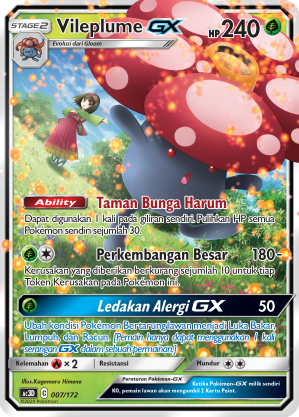 STAGE2 Vileplume GX HP240
Evolusi dari Gloom
Ability Taman Bunga Harum
Dapat digunakan 1 kali pada giliran sendiri. Pulihkan HP semua
Pokémon sendiri sejumlah 30.
Perkembangan Besar 180-
Kerusakan yang diberikan berkurang sejumlah 10 untuk tiap
Token Kerusakan pada Pokémon ini.
Ledakan Alergi GX 50
Ubah kondisi Pokémon Bertarung lawan menjadi Luka Bakar,
Lumpuh, dan Racun. [Pemain hanya dapat menggunakan 1 kali
serangan GX dalam sebuah permainan.]
Kelemahan ×2 Resistansi -- Mundur
Illus. Kagemaru Himeno
Peraturan Pokémon-GX
Ketika Pokémon-GX milik sendiri
KO, pemain lawan akan mengambil 2 Kartu Point.
AC2D C 007/172
©2020 Pokémon